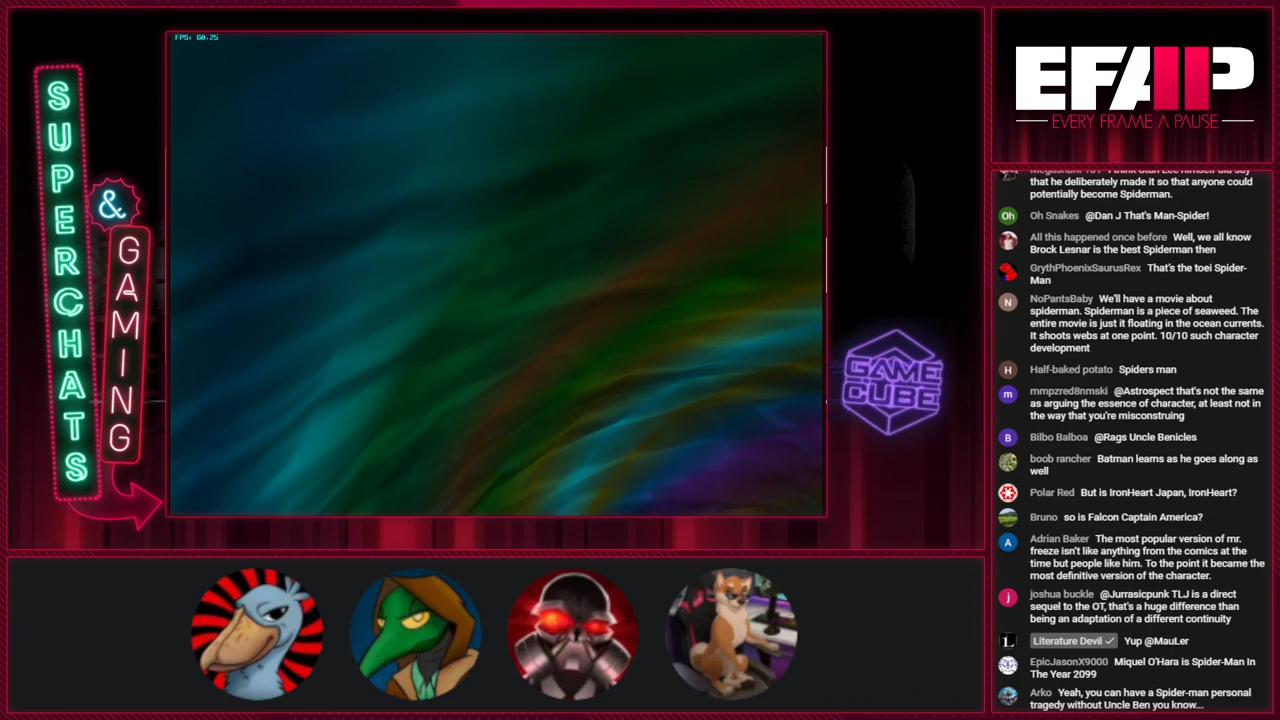 FPS: 60.25
SUPERCHATS
&
GAMING
GAME
CUBE
EFAP
EVERY FRAME A PAUSE
that he deliberately made it so that anyone could
potentially become Spiderman.
Oh
Oh Snakes @Dan J That's Man-Spider!
All this happened once before Well, we all know
Brock Lesnar is the best Spiderman then
GrythPhoenixSaurusRex That's the toei Spider-
Man
N
NoPantsBaby We'll have a movie about
spiderman. Spiderman is a piece of seaweed. The
entire movie is just it floating in the ocean currents.
It shoots webs at one point. 10/10 such character
development
H
Half-baked potato Spiders man
m
mmpzred8nmski @Astrospect that's not the same
as arguing the essence of character, at least not in
the way that you're misconstruing
B
Bilbo Balboa @Rags Uncle Benicles
boob rancher Batman learns as he goes along as
well
Polar Red But is IronHeart Japan, IronHeart?
Bruno so is Falcon Captain America?
A
Adrian Baker The most popular version of mr.
freeze isn't like anything from the comics at the
time but people like him. To the point it became the
most definitive version of the character.
j
joshua buckle @Jurrasicpunk TLJ is a direct
sequel to the OT, that's a huge difference than
being an adaptation of a different continuity
Literature Devil Yup @MauLer
EpicJasonX9000 Miquel O'Hara is Spider-Man In
The Year 2099
Arko Yeah, you can have a Spider-man personal
tragedy without Uncle Ben you know...